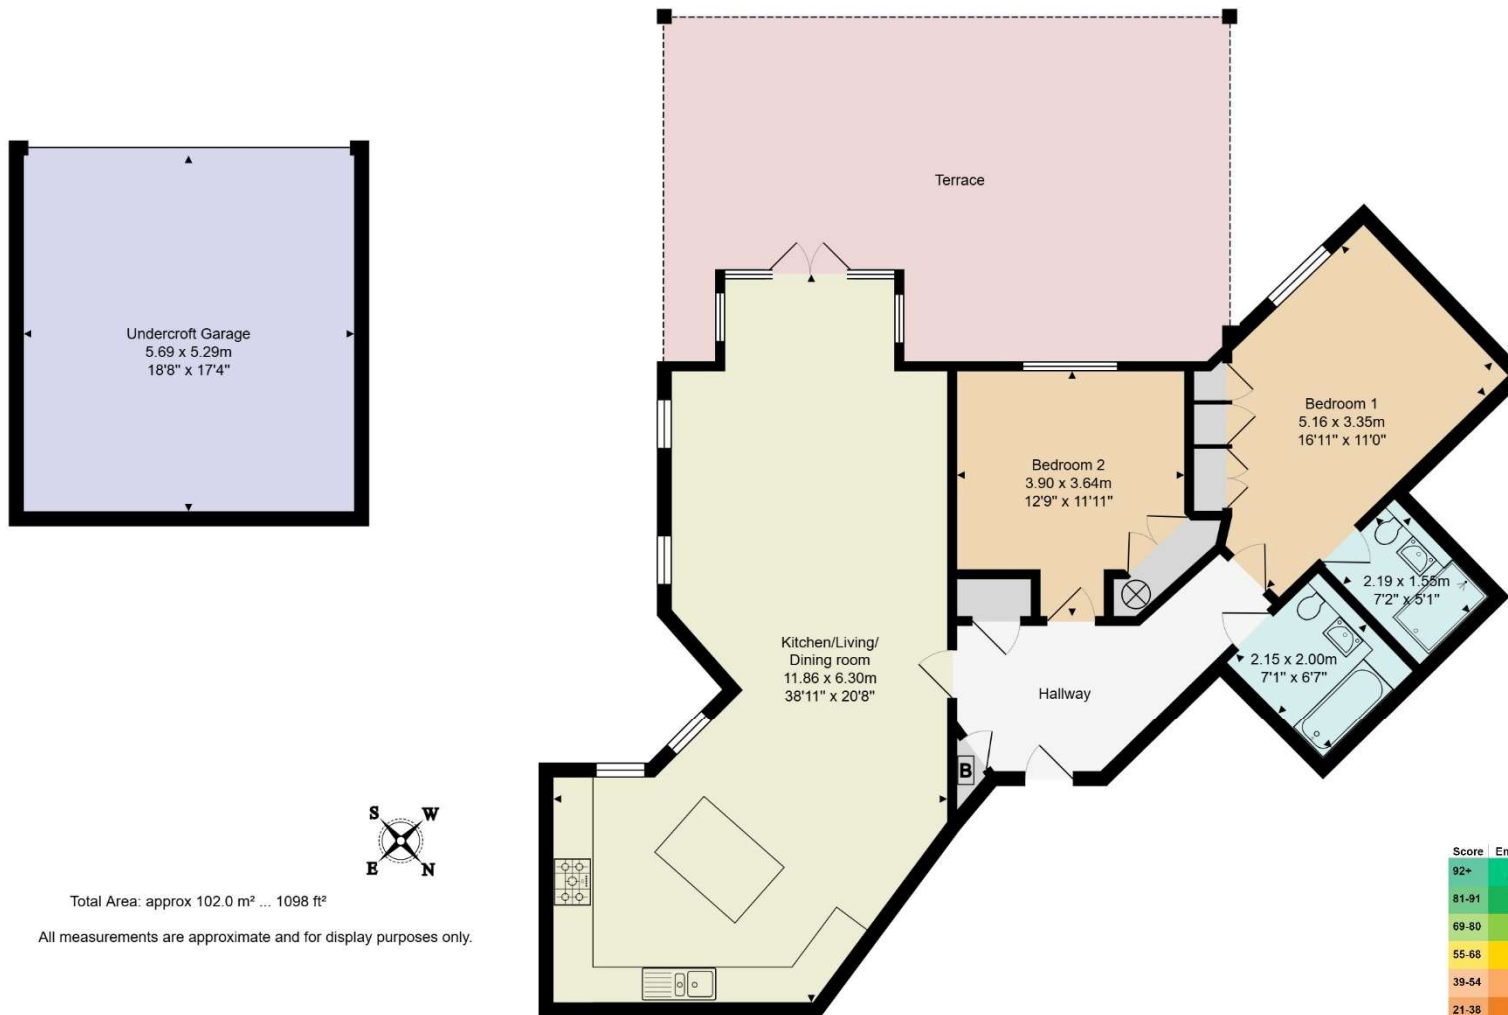 Terrace
Undercroft Garage
5.69 x 5.29m
18'8" x 17'4"
Bedroom 1
5.16 x 3.35m
16'11" x 11'0"
Bedroom 2
3.90 x 3.64m
12'9" x 11'11"
2.19 x 1.55m
7'2" x 5'1"
2.15 x 2.00m
7'1" x 6'7"
Kitchen/Living/
Dining room
11.86 x 6.30m
38'11" x 20'8"
Hallway
B
S W
E N
Total Area: approx 102.0 m² ... 1098 ft²
All measurements are approximate and for display purposes only.
Score En
92+
81-91
69-80
55-68
39-54
21-38